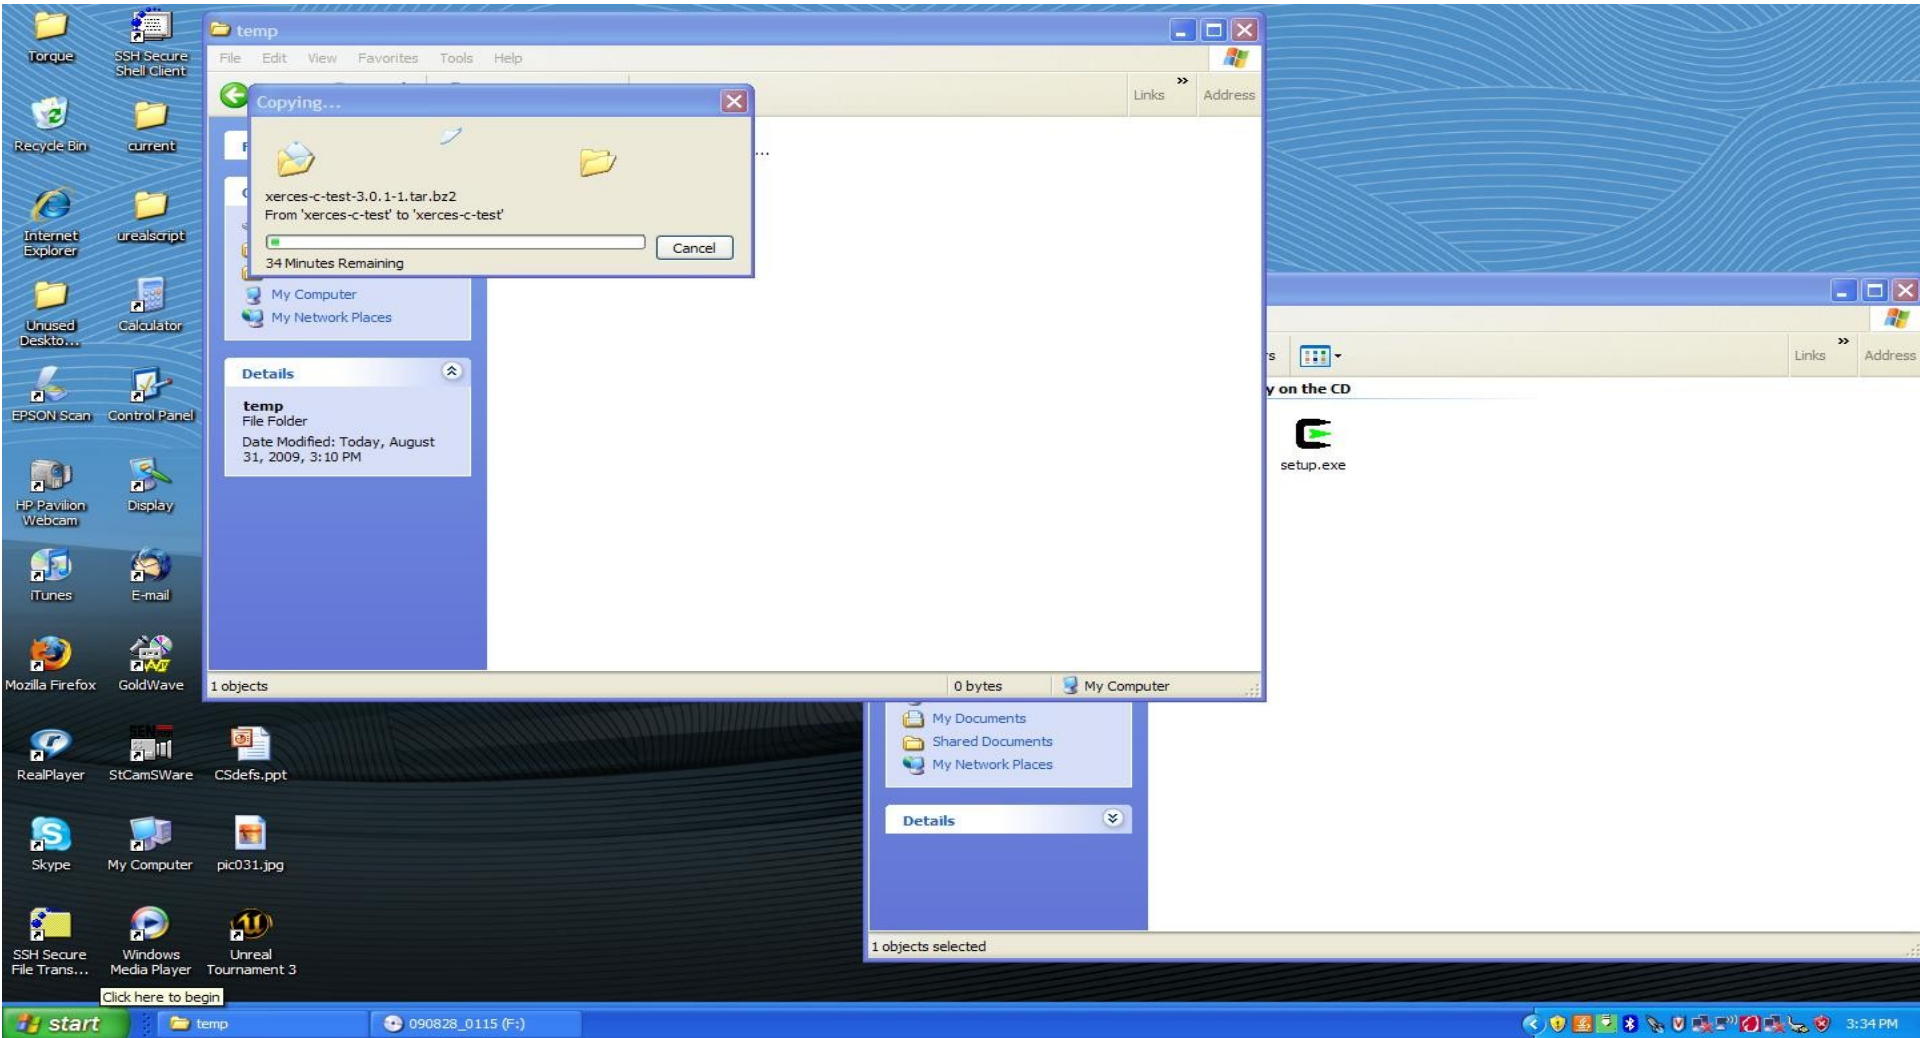 Torque
SSH Secure
Shell Client
Recycle Bin
current
Internet
Explorer
urealscript
Unused
Deskto...
Calculator
EPSON Scan
Control Panel
HP Pavilion
Webcam
Display
iTunes
E-mail
Mozilla Firefox
GoldWave
RealPlayer
StCamSWare
CSdefs.ppt
Skype
My Computer
pic031.jpg
SSH Secure
File Trans...
Windows
Media Player
Unreal
Tournament 3
Click here to begin
temp
File Edit View Favorites Tools Help
Links
»
Address
Copying...
...
xerces-c-test-3.0.1-1.tar.bz2
From 'xerces-c-test' to 'xerces-c-test'
Cancel
34 Minutes Remaining
My Computer
My Network Places
Details
temp
File Folder
Date Modified: Today, August
31, 2009, 3:10 PM
1 objects
0 bytes
My Computer
Links
»
Address
y on the CD
setup.exe
My Documents
Shared Documents
My Network Places
Details
1 objects selected
start
temp
090828_0115 (F:)
3:34 PM